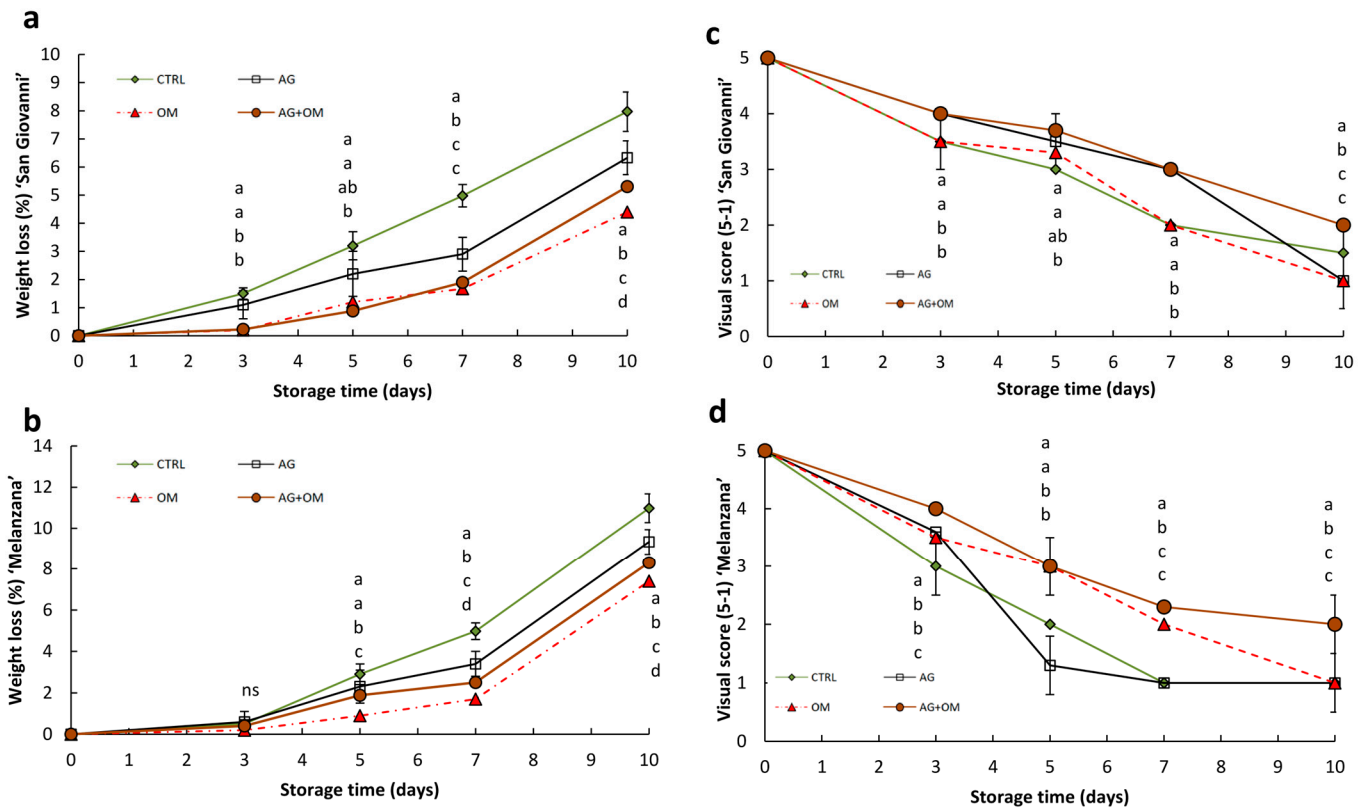 a
Weight loss (%) ‘San Giovanni’
10
9
8
7
6
5
4
3
2
1
0
CTRL
AG
OM
AG+OM
a
a
b
b
a
a
ab
b
a
b
c
c
a
b
c
d
0 1 2 3 4 5 3 6 7 8 9 10
Storage time (days)
c
Visual score (5-1) ‘San Giovanni’
5
4
3
2
1
0
CTRL
AG
OM
AG+OM
a
a
b
b
a
a
ab
b
a
a
b
b
a
b
c
c
0 1 2 3 4 5 6 7 8 9 10
Storage time (days)
b
Weight loss (%) ‘Melanzana’
14
12
10
8
6
4
2
0
CTRL
AG
OM
AG+OM
ns
a
a
b
c
a
b
c
d
a
b
c
d
0 1 2 3 4 5 6 7 8 9 10
Storage time (days)
d
Visual score (5-1) ‘Melanzana’
5
4
3
2
1
0
CTRL
AG
OM
AG+OM
a
b
b
c
a
a
b
b
a
b
c
c
a
b
c
c
0 1 2 3 4 5 6 7 8 9 10
Storage time (days)